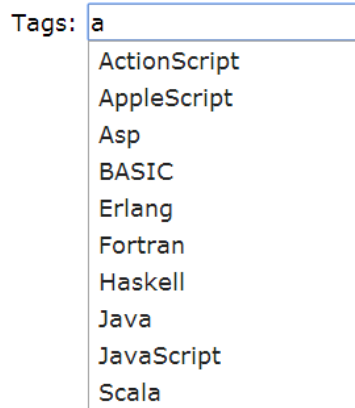 Tags: a
ActionScript
AppleScript
Asp
BASIC
Erlang
Fortran
Haskell
Java
JavaScript
Scala